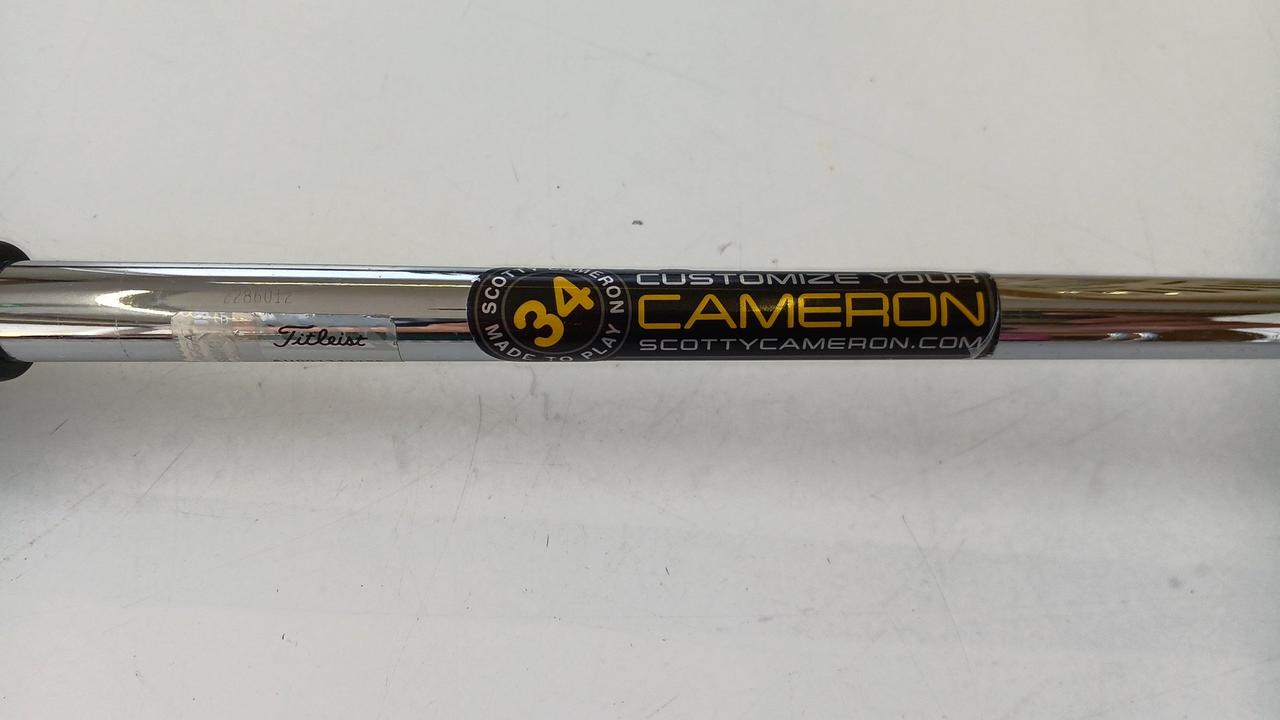 2286012
Titleist
SCOTTY CAMERON
34
MADE TO PLAY
CUSTOMIZE YOUR
CAMERON
SCOTTYCAMERON.COM